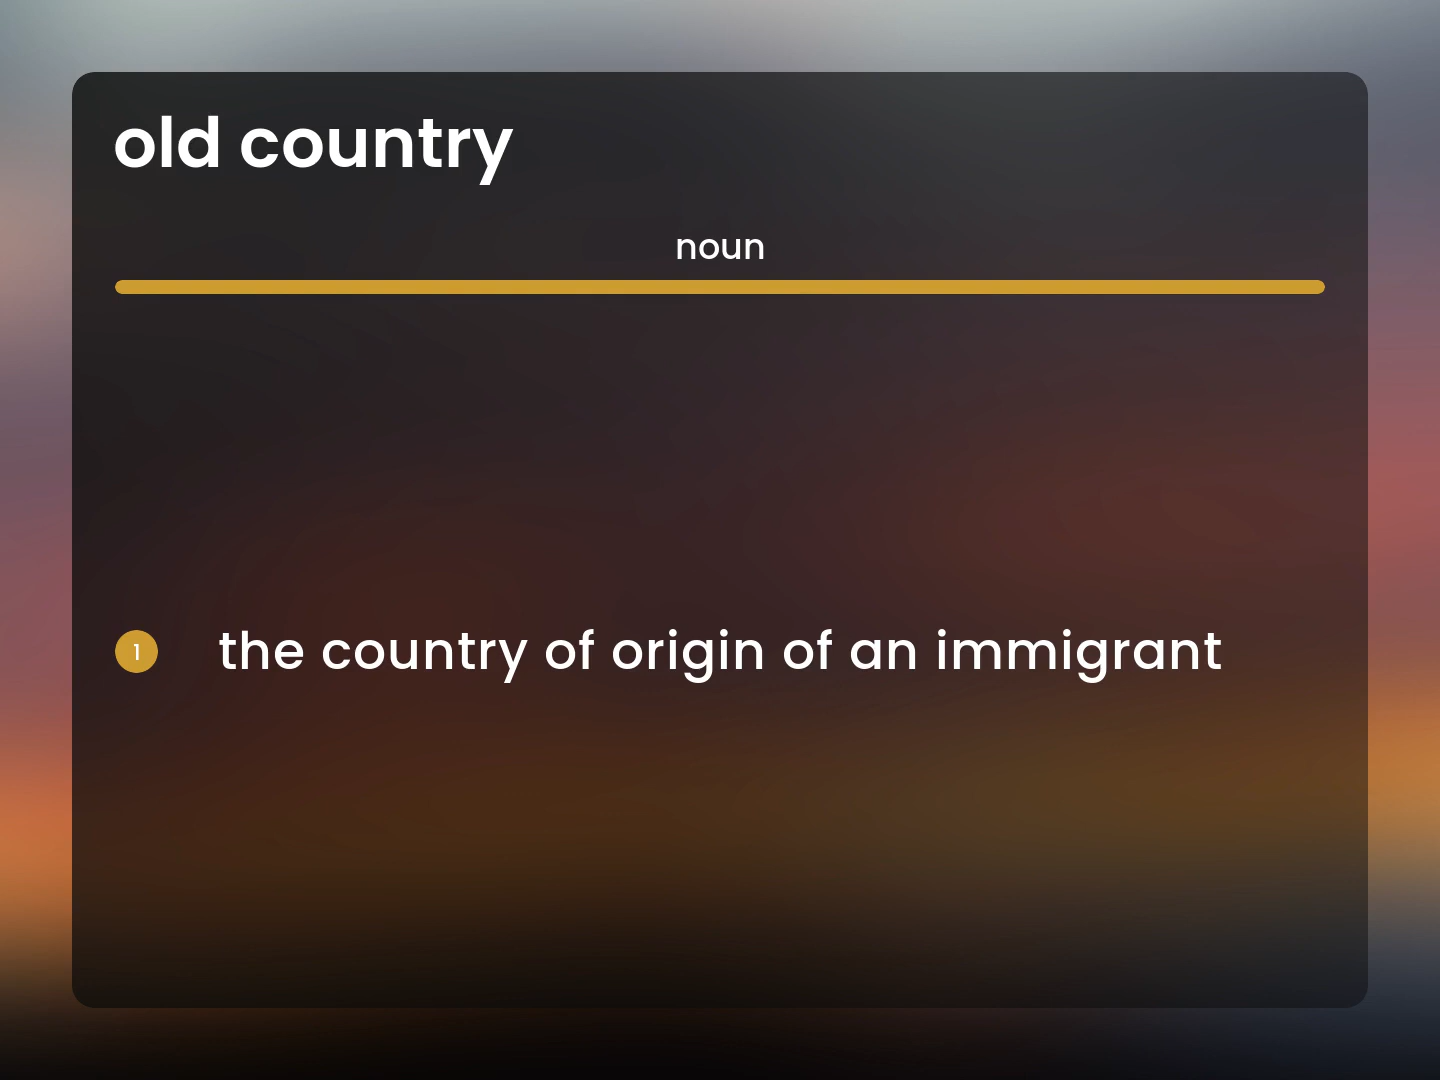 old country
noun
1 the country of origin of an immigrant